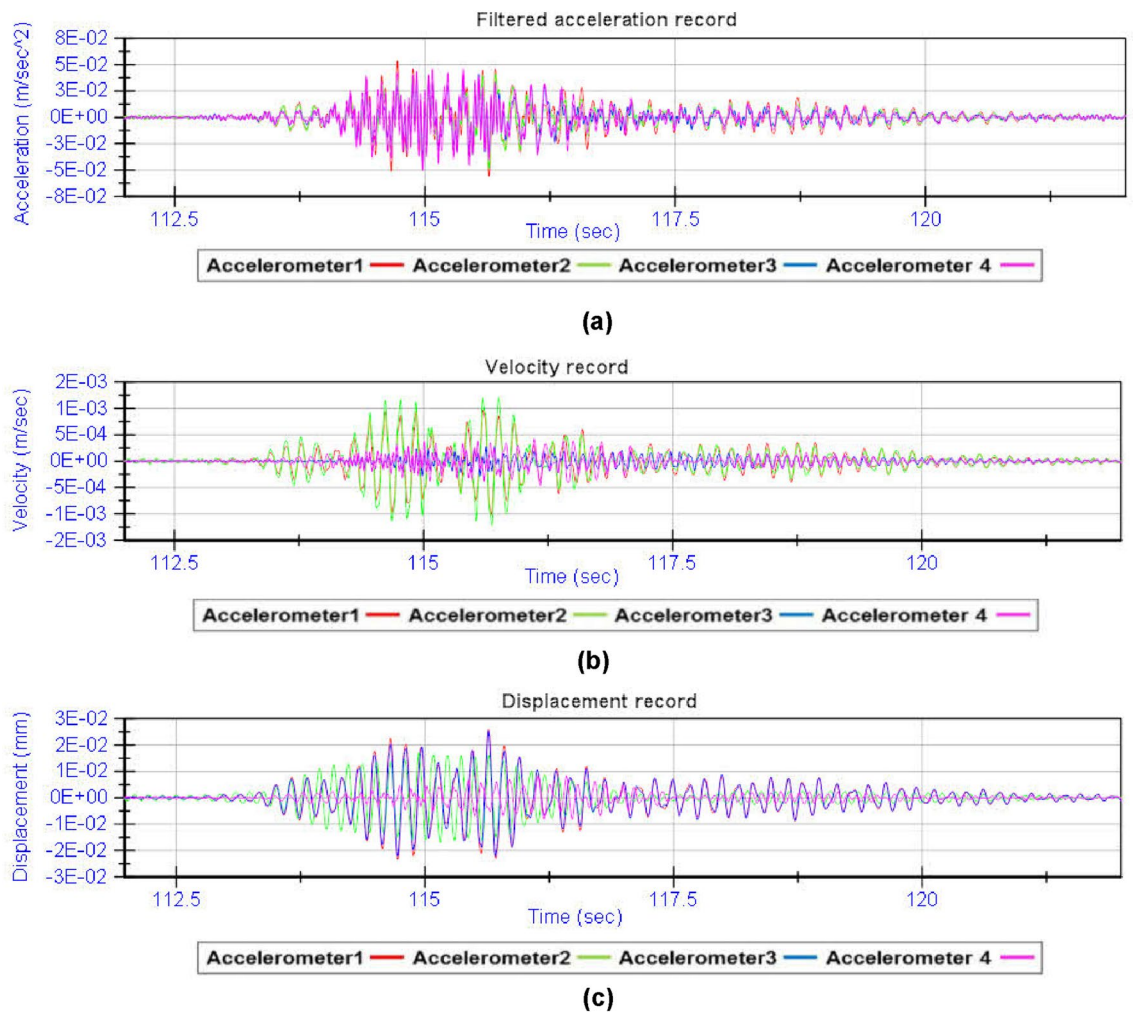 Filtered acceleration record
Acceleration (m/sec^2)
8E-02
5E-02
3E-02
0E+00
-3E-02
-5E-02
-8E-02
112.5 115 117.5 120
Time (sec)
Accelerometer1 Accelerometer2 Accelerometer3 Accelerometer 4
(a)
Velocity record
Velocity (m/sec)
2E-03
1E-03
5E-04
0E+00
-5E-04
-1E-03
-2E-03
112.5 115 117.5 120
Time (sec)
Accelerometer1 Accelerometer2 Accelerometer3 Accelerometer 4
(b)
Displacement record
Displacement (mm)
3E-02
2E-02
1E-02
0E+00
-1E-02
-2E-02
-3E-02
112.5 115 117.5 120
Time (sec)
Accelerometer1 Accelerometer2 Accelerometer3 Accelerometer 4
(c)